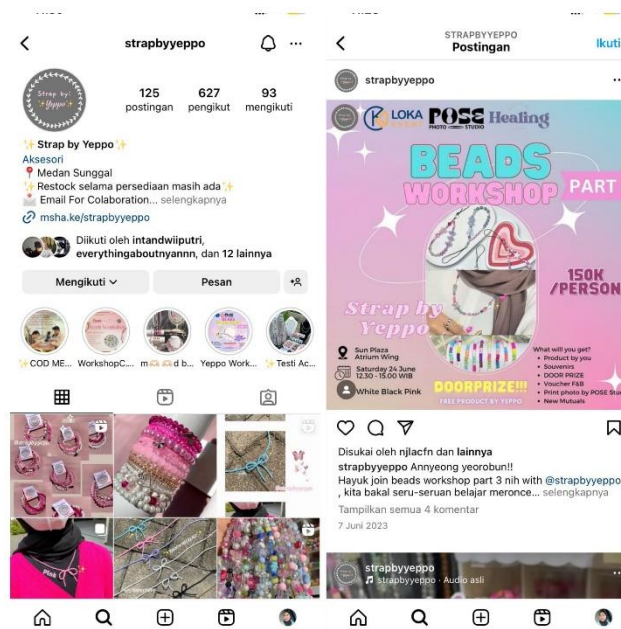 strapbyyeppo
Strap by:
Yeppo
125
postingan
627
pengikut
93
mengikuti
✨ Strap by Yeppo ✨
Aksesori
📍 Medan Sunggal
✨ Restock selama persediaan masih ada ✨
📩 Email For Colaboration... selengkapnya
msha.ke/strapbyyeppo
Diikuti oleh intandwiiputri,
everythingaboutnyannn, dan 12 lainnya
Mengikuti
Pesan
✨ COD ME...
WorkshopC...
Yeppo Work...
✨ Testi Ac...
Pink
STRAPBYYEPPO
Postingan
Ikuti
strapbyyeppo
LOKA
POSE
PHOTO STUDIO
Healing
BEADS
WORKSHOP
PART
150K
/PERSON
Strap by
Yeppo
Sun Plaza
Atrium Wing
Saturday 24 June
12.30 - 15.00 WIB
White Black Pink
DOORPRIZE!!!
FREE PRODUCT BY YEPPO
What will you get?
• Product by you
• Souvenirs
• DOOR PRIZE
• Voucher F&B
• Print photo by POSE Stu
• New Mutuals
Disukai oleh njlacfn dan lainnya
strapbyyeppo Annyeong yeorobun!!
Hayuk join beads workshop part 3 nih with @strapbyyeppo
, kita bakal seru-seruan belajar meronce... selengkapnya
Tampilkan semua 4 komentar
7 Juni 2023
strapbyyeppo
strapbyyeppo · Audio asli